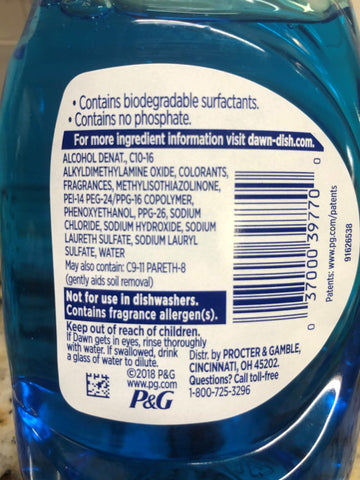 • Contains biodegradable surfactants.
• Contains no phosphate.
For more ingredient information visit dawn-dish.com.
ALCOHOL DENAT., C10-16
ALKYLDIMETHYLAMINE OXIDE, COLORANTS,
FRAGRANCES, METHYLISOTHIAZOLINONE,
PEI-14 PEG-24/PPG-16 COPOLYMER,
PHENOXYETHANOL, PPG-26, SODIUM
CHLORIDE, SODIUM HYDROXIDE, SODIUM
LAURETH SULFATE, SODIUM LAURYL
SULFATE, WATER
May also contain: C9-11 PARETH-8
(gently aids soil removal)
Not for use in dishwashers.
Contains fragrance allergen(s).
Keep out of reach of children.
If Dawn gets in eyes, rinse thoroughly
with water. If swallowed, drink
a glass of water to dilute.
©2018 P&G
www.pg.com
P&G
Distr. by PROCTER & GAMBLE,
CINCINNATI, OH 45202.
Questions? Call toll-free
1-800-725-3296
0 37000 39770 0
Patents: www.pg.com/patents
91626538